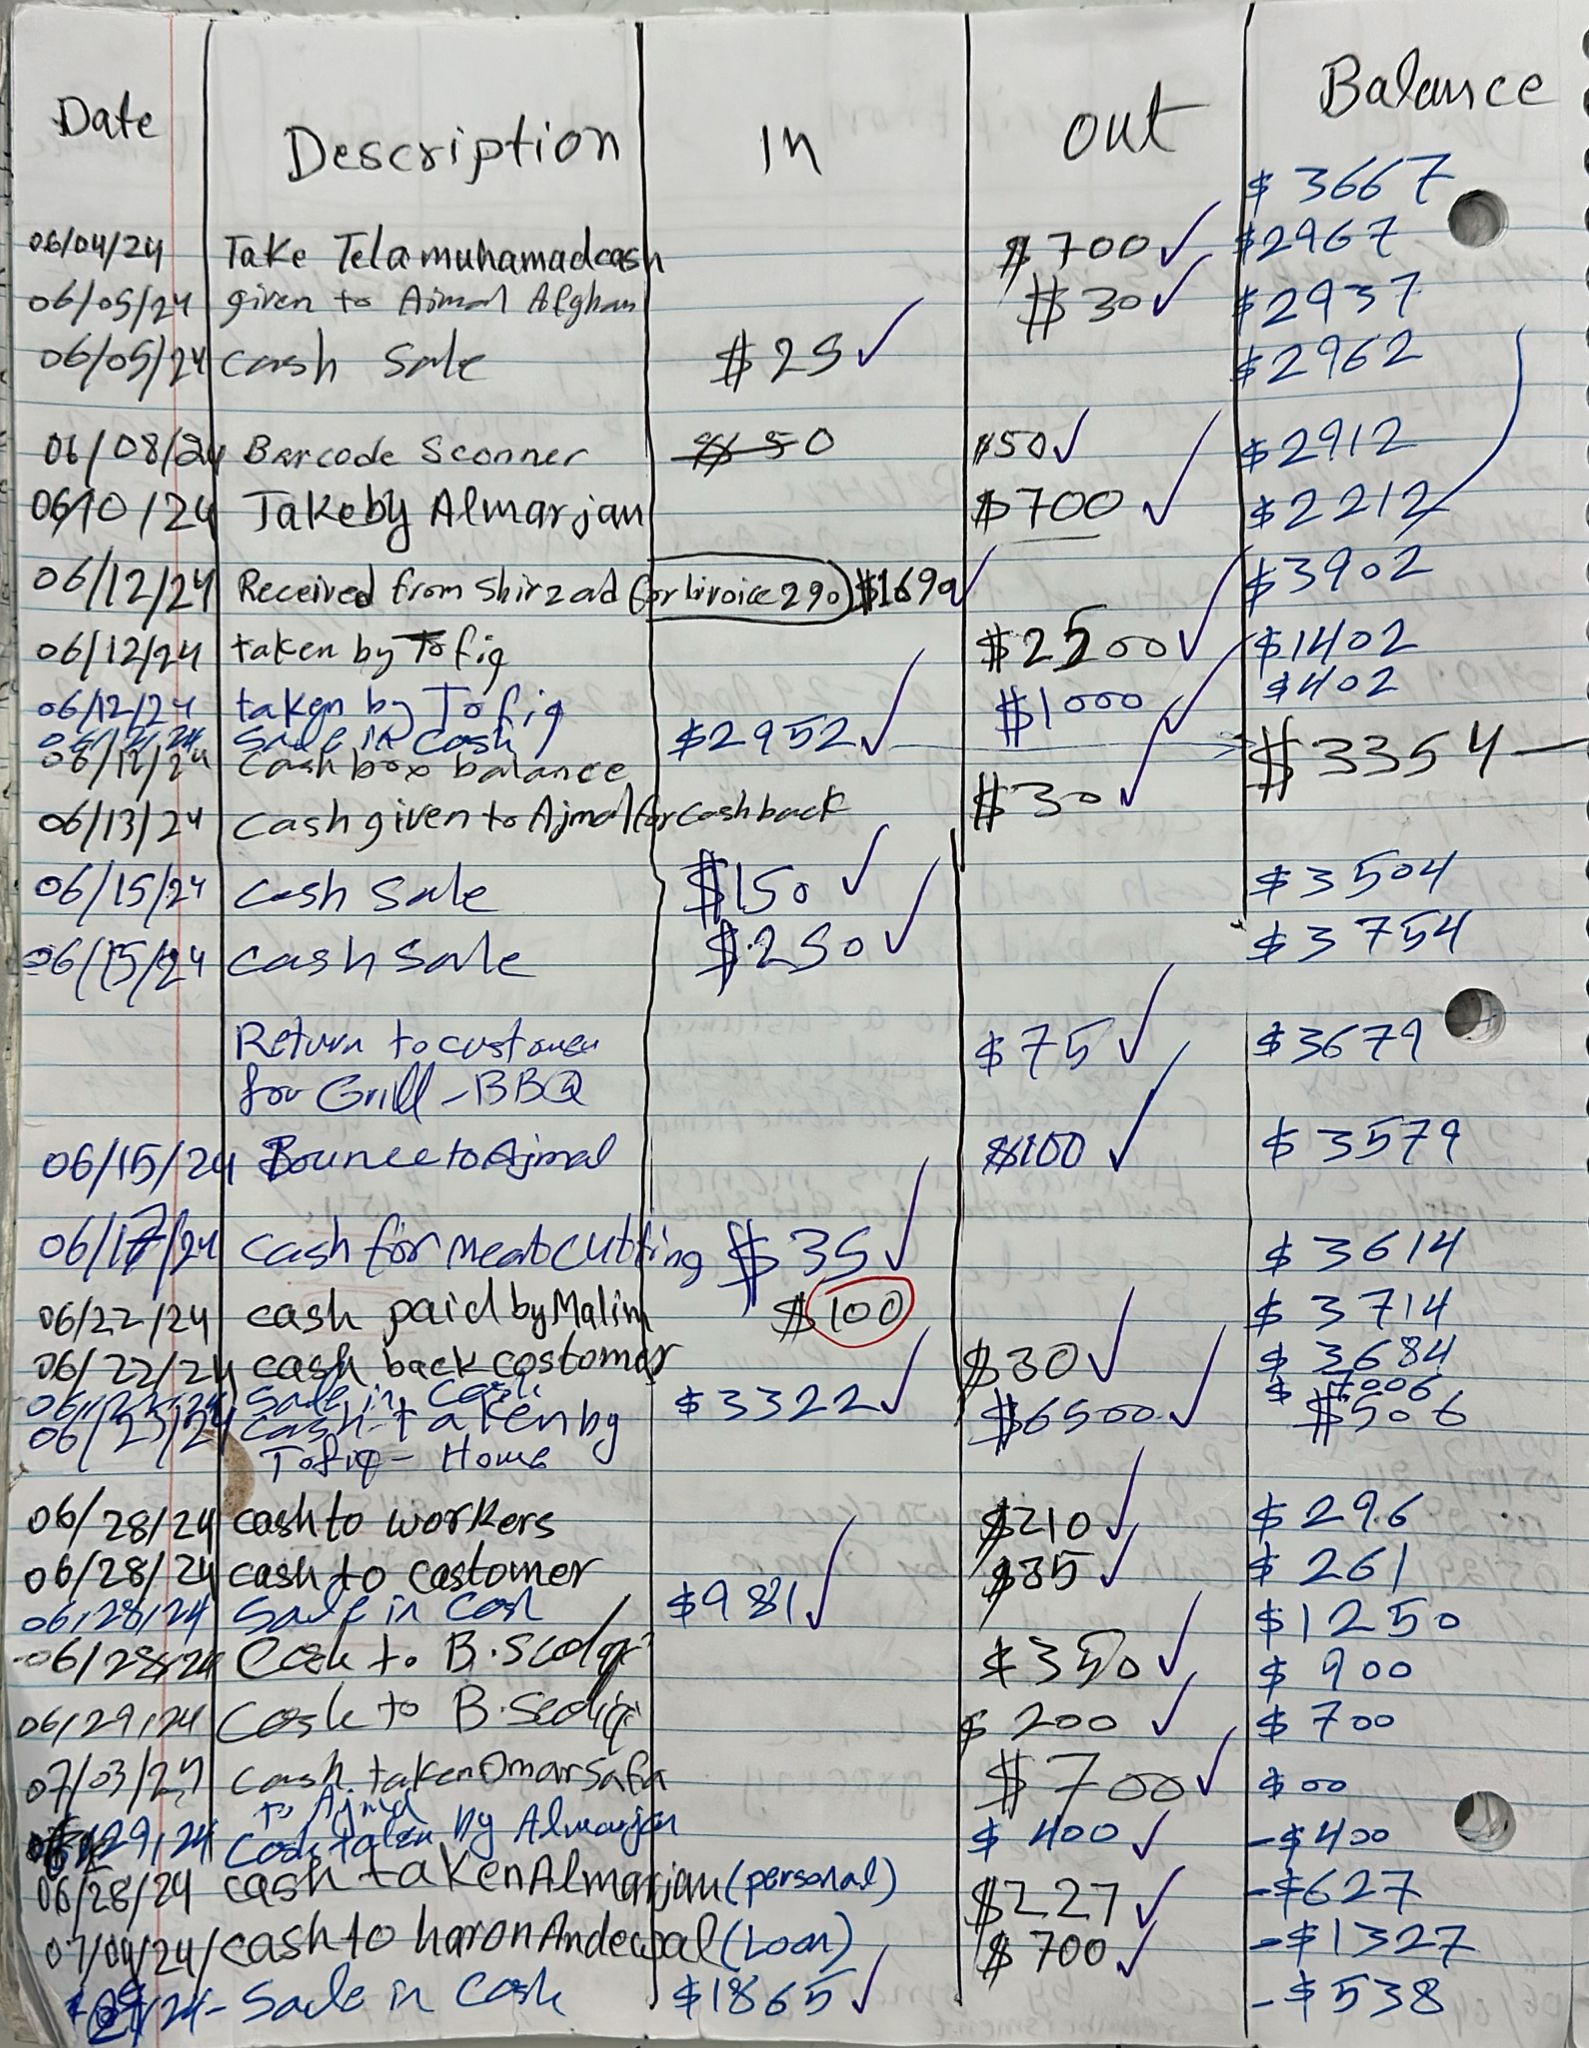 Date Description In out Balance
$ 3667
06/04/24 Take Telamuhamadcash $700 $2967
06/05/24 given to Ajmal Afghan $30 $2937
06/05/24 cash Sale $25 $2962
06/08/24 Barcode Sconner $50 $50 $2912
06/10/24 Takeby Almarjan $700 $2212
06/12/24 Received from Shirzad (for Invoice 290) $1690 $3902
06/12/24 taken by Tofiq $2500 $1402
06/12/24 taken by Tofiq $1000 $402
06/12/24 Sale in Cash $2952
06/12/24 Cash box balance $3354
06/13/24 Cash given to Ajmal for cash back $30
06/15/24 Cash Sale $150 $3504
06/15/24 Cash Sale $250 $3754
Return to customer $75 $3679
for Grill - BBQ
06/15/24 Bounce to Ajmal $100 $3579
06/17/24 cash for meat cutting $35 $3614
06/22/24 cash paid by Malim $100 $3714
06/22/24 cash back costomer $30 $3684
Sale in Cash $3322 $7006
06/23/24 Cash taken by $6500 $506
Tofiq - Home
06/28/24 cash to workers $210 $296
06/28/24 cash to castomer $35 $261
06/28/24 Sale in Cash $981 $1250
06/28/24 Cash to B. $350 $900
06/29/24 Cash to B. Sediqi $200 $700
07/03/24 Cash taken Omar Safa $700 $00
to Ajmal
29/24 Cash taken by Almarjan $400 -$400
06/28/24 cash taken Almarjan (personal) $227 -$627
07/04/24 cash to haron Andewal (Loan) $700 -$1327
/24 - Sale in Cash $1865 -$538